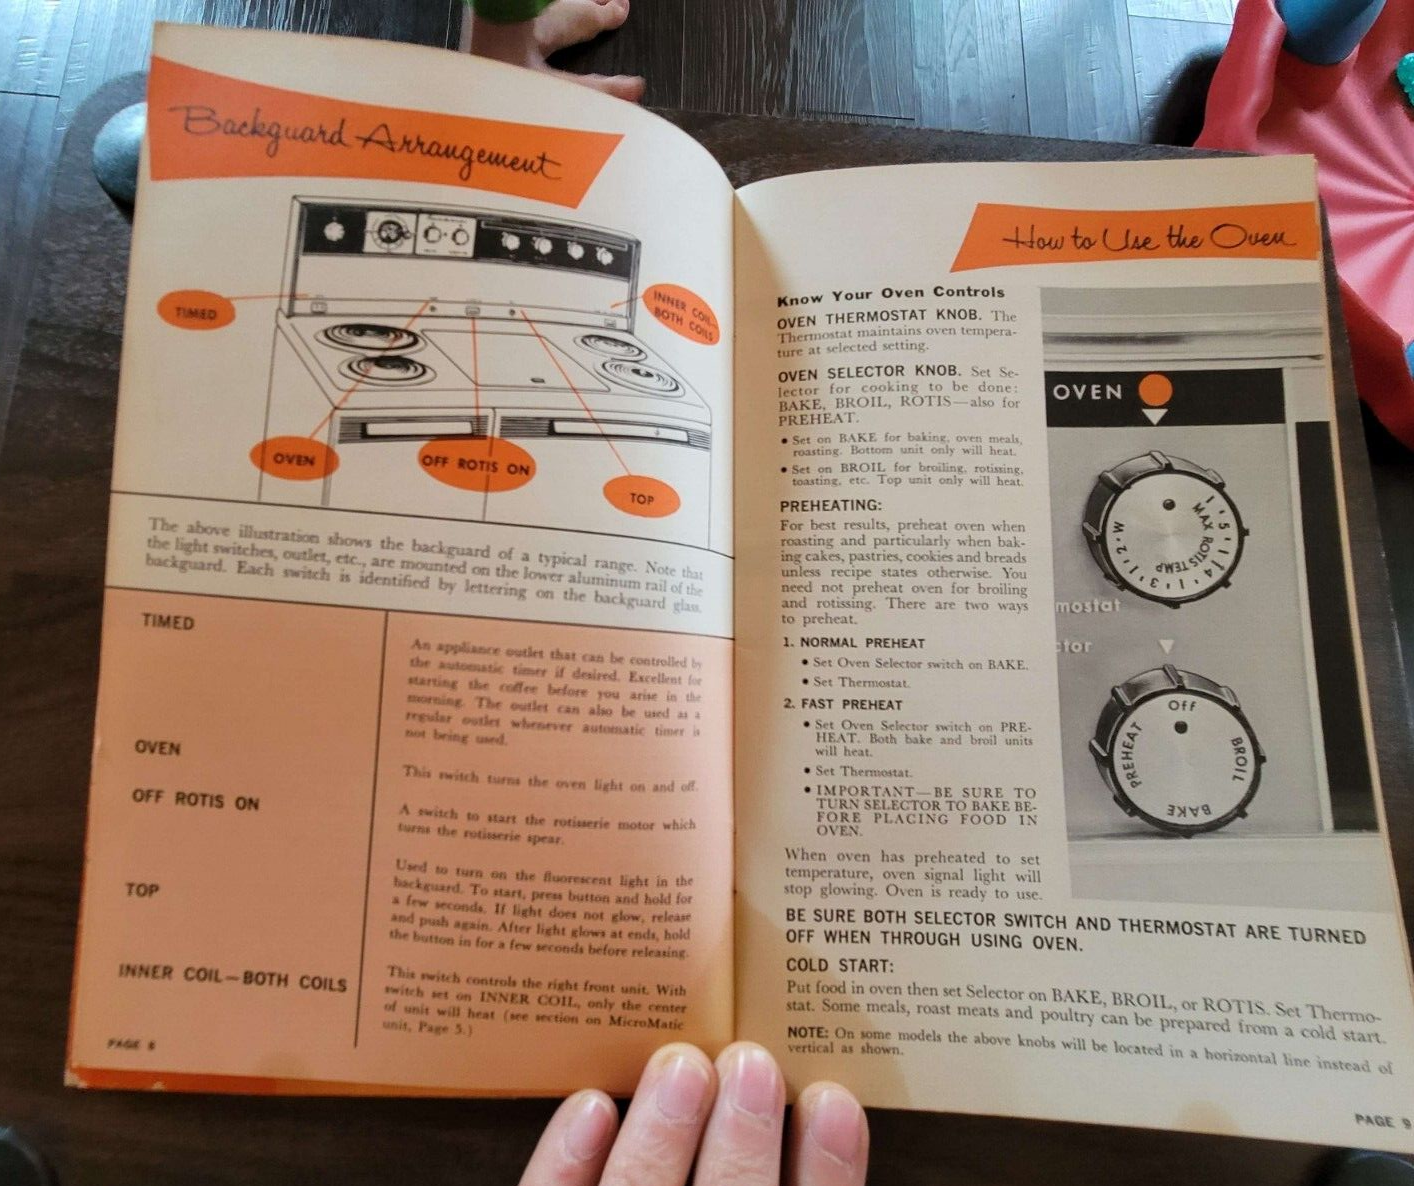 Backguard Arrangement
TIMED
INNER COIL—
BOTH COILS
OVEN
OFF ROTIS ON
TOP
The above illustration shows the backguard of a typical range. Note that
the light switches, outlet, etc., are mounted on the lower aluminum rail of the
backguard. Each switch is identified by lettering on the backguard glass.
TIMED
An appliance outlet that can be controlled by
the automatic timer if desired. Excellent for
starting the coffee before you arise in the
morning. The outlet can also be used as a
regular outlet whenever automatic timer is
not being used.
OVEN
This switch turns the oven light on and off.
OFF ROTIS ON
A switch to start the rotisserie motor which
turns the rotisserie spear.
TOP
Used to turn on the fluorescent light in the
backguard. To start, press button and hold for
a few seconds. If light does not glow, release
and push again. After light glows at ends, hold
the button in for a few seconds before releasing.
INNER COIL—BOTH COILS
This switch controls the right front unit. With
switch set on INNER COIL, only the center
of unit will heat (see section on MicroMatic
unit, Page 5.)
PAGE 8
How to Use the Oven
Know Your Oven Controls
OVEN THERMOSTAT KNOB. The
Thermostat maintains oven tempera-
ture at selected setting.
OVEN SELECTOR KNOB. Set Se-
lector for cooking to be done:
BAKE, BROIL, ROTIS—also for
PREHEAT.
• Set on BAKE for baking, oven meals,
roasting. Bottom unit only will heat.
• Set on BROIL for broiling, rotissing,
toasting, etc. Top unit only will heat.
PREHEATING:
For best results, preheat oven when
roasting and particularly when bak-
ing cakes, pastries, cookies and breads
unless recipe states otherwise. You
need not preheat oven for broiling
and rotissing. There are two ways
to preheat.
1. NORMAL PREHEAT
• Set Oven Selector switch on BAKE.
• Set Thermostat.
2. FAST PREHEAT
• Set Oven Selector switch on PRE-
HEAT. Both bake and broil units
will heat.
• Set Thermostat.
• IMPORTANT—BE SURE TO
TURN SELECTOR TO BAKE BE-
FORE PLACING FOOD IN
OVEN.
When oven has preheated to set
temperature, oven signal light will
stop glowing. Oven is ready to use.
OVEN
W · 2 · 1 · 3 · 1 · 4 · 1 · 5 · 1
MAX ROTIS TEMP
mostat
ctor
Off
PREHEAT
BROIL
BAKE
BE SURE BOTH SELECTOR SWITCH AND THERMOSTAT ARE TURNED
OFF WHEN THROUGH USING OVEN.
COLD START:
Put food in oven then set Selector on BAKE, BROIL, or ROTIS. Set Thermo-
stat. Some meals, roast meats and poultry can be prepared from a cold start.
NOTE: On some models the above knobs will be located in a horizontal line instead of
vertical as shown.
PAGE 9